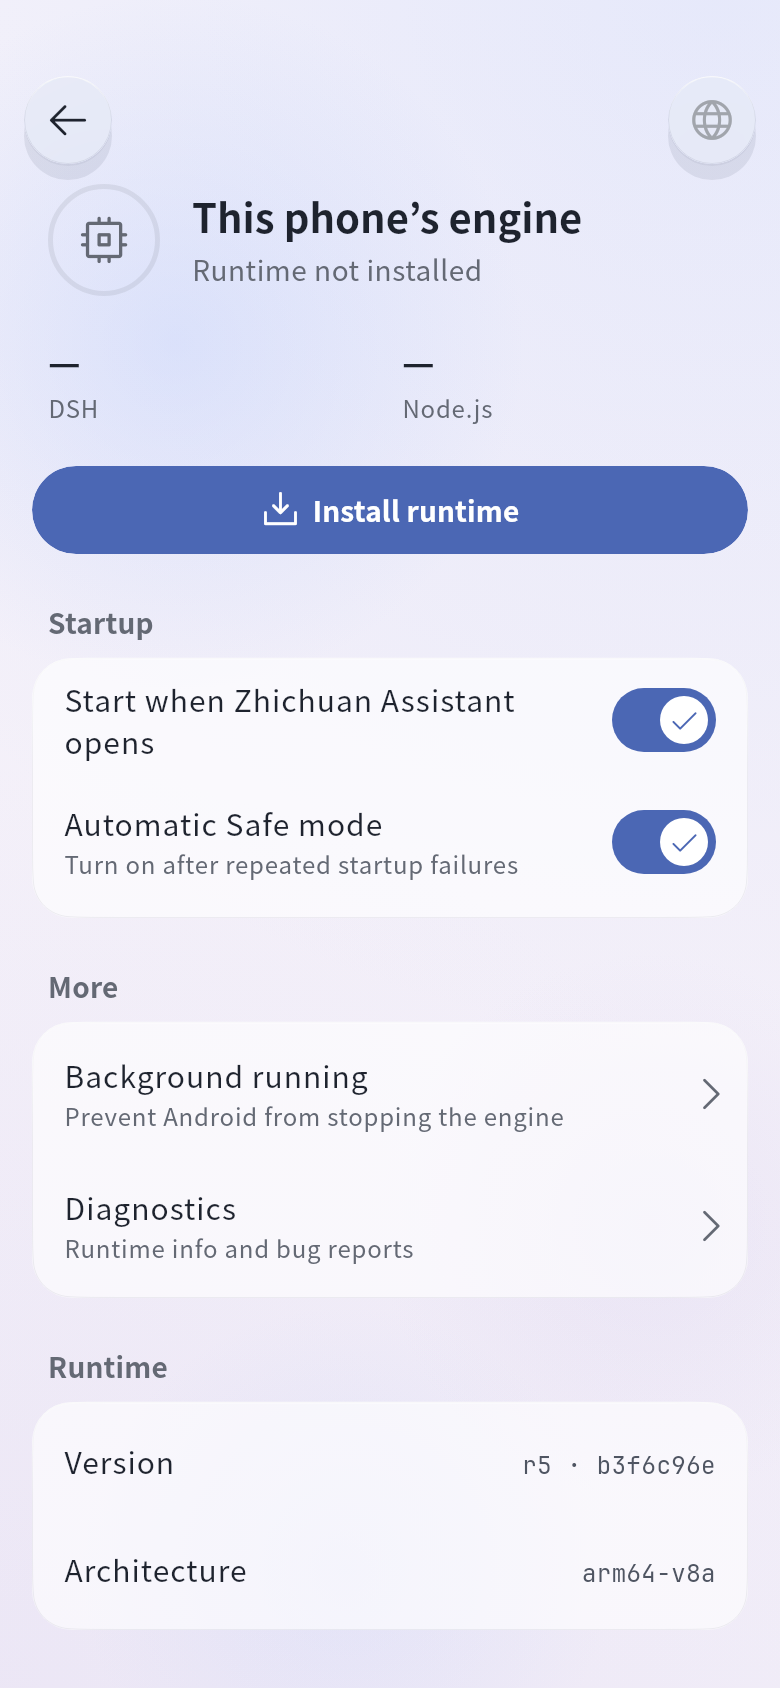 This phone’s engine
Runtime not installed
—
—
DSH
Node.js
Install runtime
Startup
Start when Zhichuan Assistant
opens
Automatic Safe mode
Turn on after repeated startup failures
More
Background running
Prevent Android from stopping the engine
Diagnostics
Runtime info and bug reports
Runtime
Version
r5 · b3f6c96e
Architecture
arm64-v8a